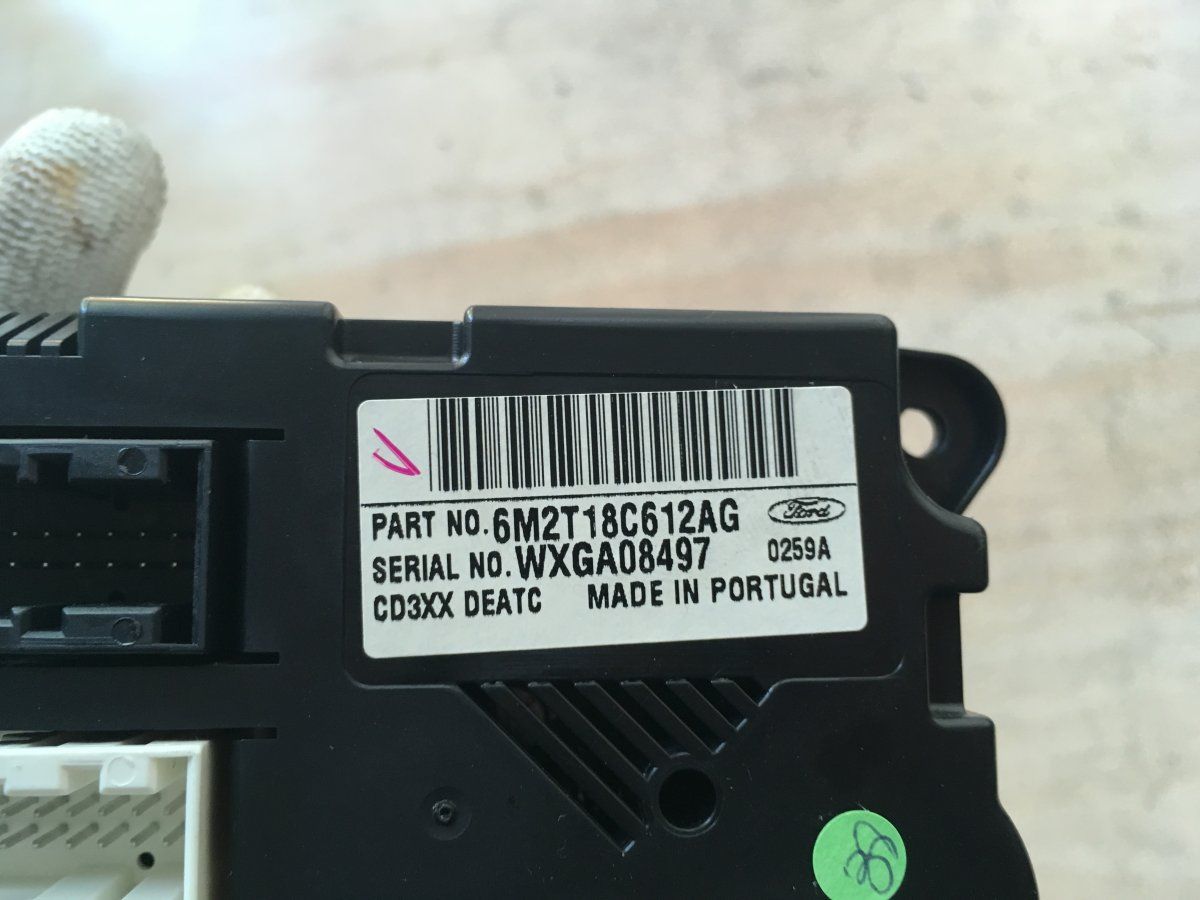 PART NO.6M2T18C612AG
Ford
SERIAL NO.WXGA08497
0259A
CD3XX DEATC MADE IN PORTUGAL